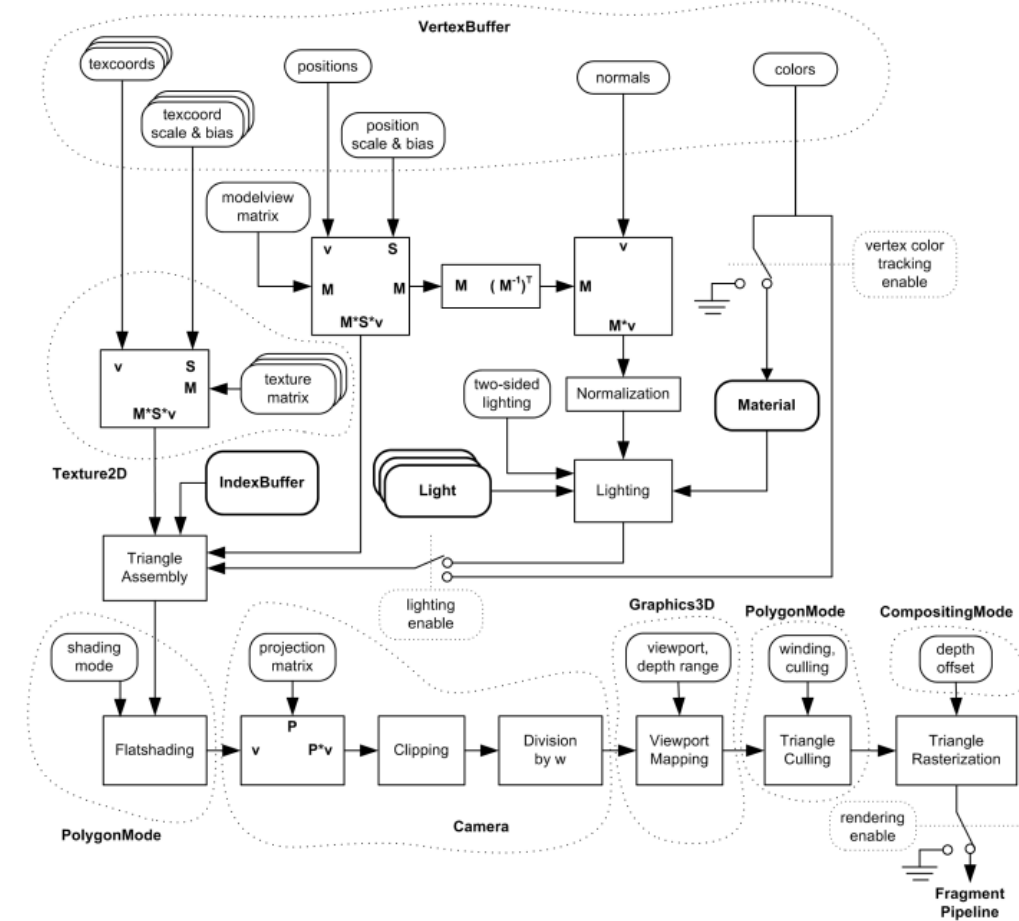 VertexBuffer
texcoords
positions
normals
colors
texcoord
scale & bias
position
scale & bias
modelview
matrix
v
S
M
M
M*S*v
M
( M-1)T
v
M
M*v
vertex color
tracking
enable
v
S
M
M*S*v
texture
matrix
two-sided
lighting
Normalization
Material
Texture2D
IndexBuffer
Light
Lighting
Triangle
Assembly
lighting
enable
Graphics3D
PolygonMode
CompositingMode
shading
mode
projection
matrix
viewport,
depth range
winding,
culling
depth
offset
Flatshading
P
v
P*v
Clipping
Division
by w
Viewport
Mapping
Triangle
Culling
Triangle
Rasterization
PolygonMode
Camera
rendering
enable
Fragment
Pipeline